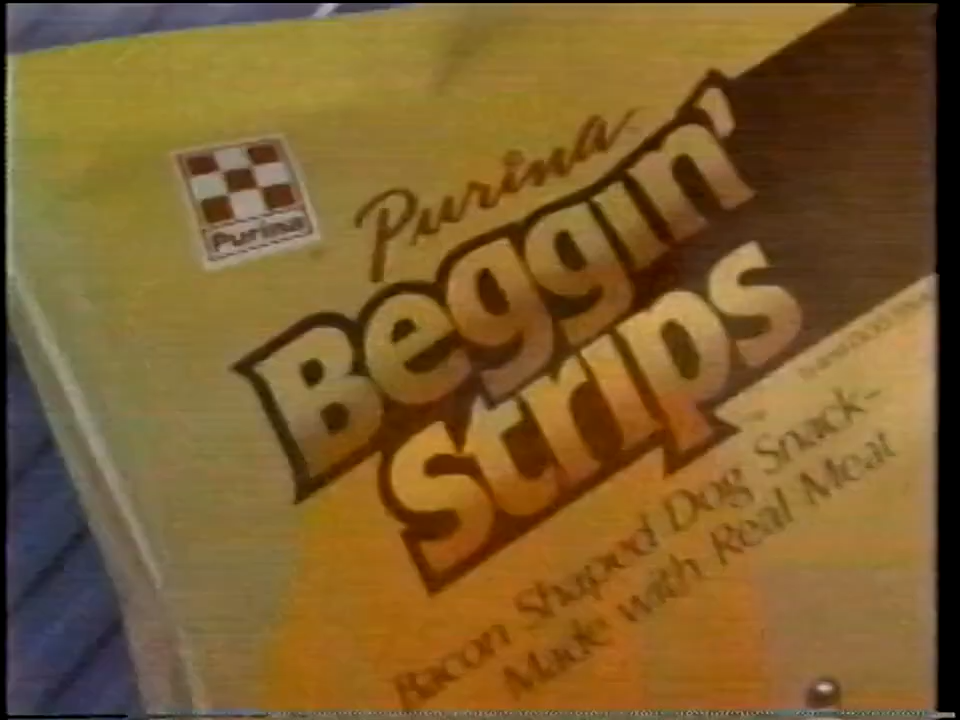 Purina
Purina
Beggin'
Strips
Bacon Shaped Dog Snack-
Made with Real Meat